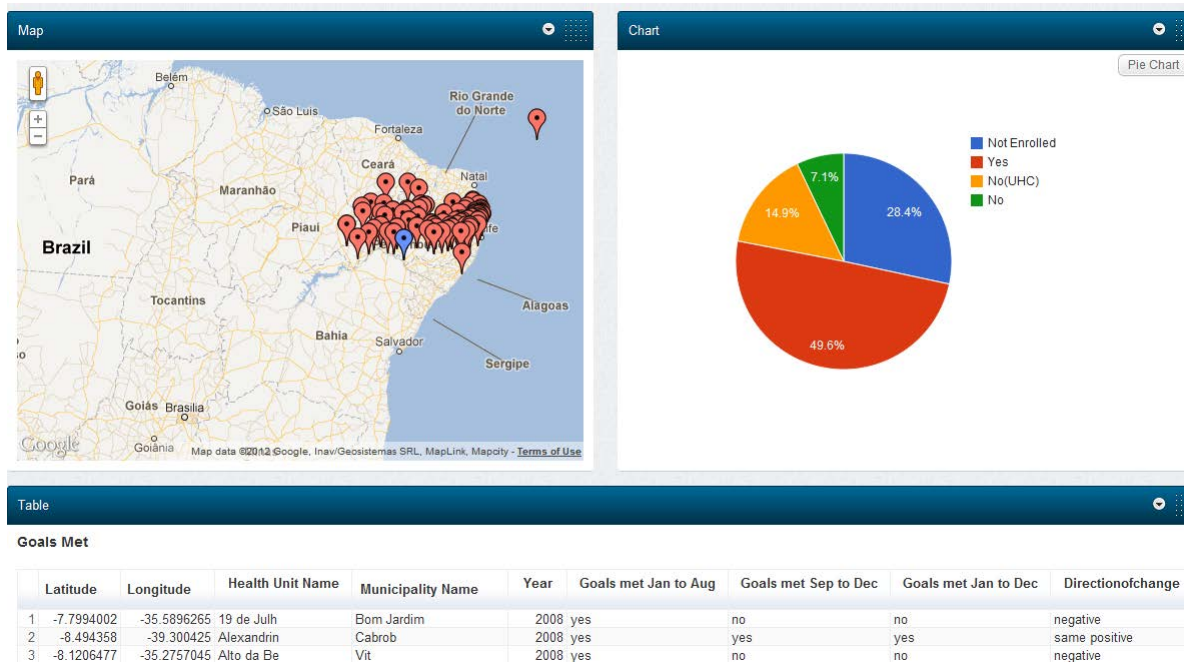 Map
Chart
Pie Chart
Belém
São Luis
Rio Grande
do Norte
Fortaleza
Ceará
Natal
Pará
Maranhão
Piaui
Brazil
Tocantins
Alagoas
Bahia
Salvador
Sergipe
Goiás
Brasilia
Goiânia
Google
Map data ©2012 Google, Inav/Geosistemas SRL, MapLink, Mapcity - Terms of Use
Not Enrolled
Yes
No(UHC)
No
7.1%
14.9%
28.4%
49.6%
Table
Goals Met
Latitude Longitude Health Unit Name Municipality Name Year Goals met Jan to Aug Goals met Sep to Dec Goals met Jan to Dec Directionofchange
1 -7.7994002 -35.5896265 19 de Julh Bom Jardim 2008 yes no no negative
2 -8.494358 -39.300425 Alexandrin Cabrob 2008 yes yes yes same positive
3 -8.1206477 -35.2757045 Alto da Be Vit 2008 yes no no negative